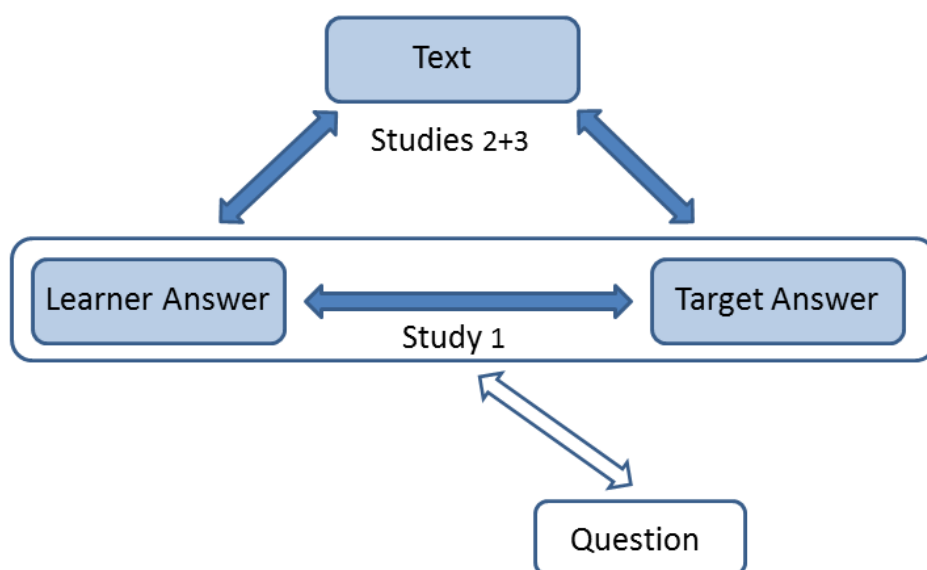 Text
Studies 2+3
Learner Answer
Target Answer
Study 1
Question